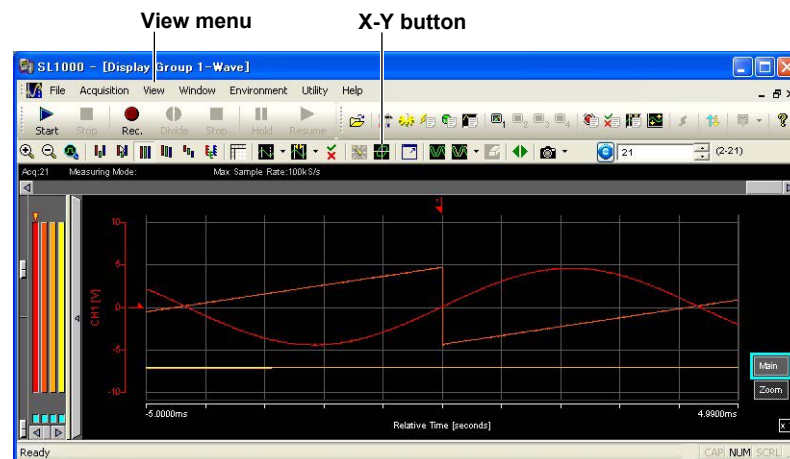 View menu
X-Y button
SL1000 - [Display Group 1-Wave]
File Acquisition View Window Environment Utility Help
Start Stop Rec. Divide Stop Hold Resume
21 (2-21)
Acq:21 Measuring Mode: Max Sample Rate:100kS/s
10
5
0
-5
-10
CH1 [V]
Main
Zoom
-5.0000ms 4.9900ms
Relative Time [seconds]
x
Ready CAP NUM SCRL